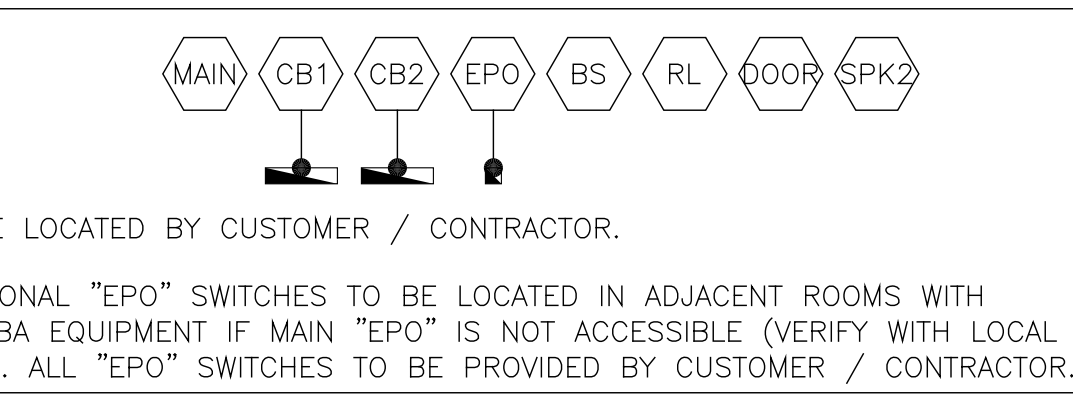 MAIN CB1 CB2 EPO BS RL DOOR SPK2
LOCATED BY CUSTOMER / CONTRACTOR.
"EPO" SWITCHES TO BE LOCATED IN ADJACENT ROOMS WITH
EQUIPMENT IF MAIN "EPO" IS NOT ACCESSIBLE (VERIFY WITH LOCAL
. ALL "EPO" SWITCHES TO BE PROVIDED BY CUSTOMER / CONTRACTOR.